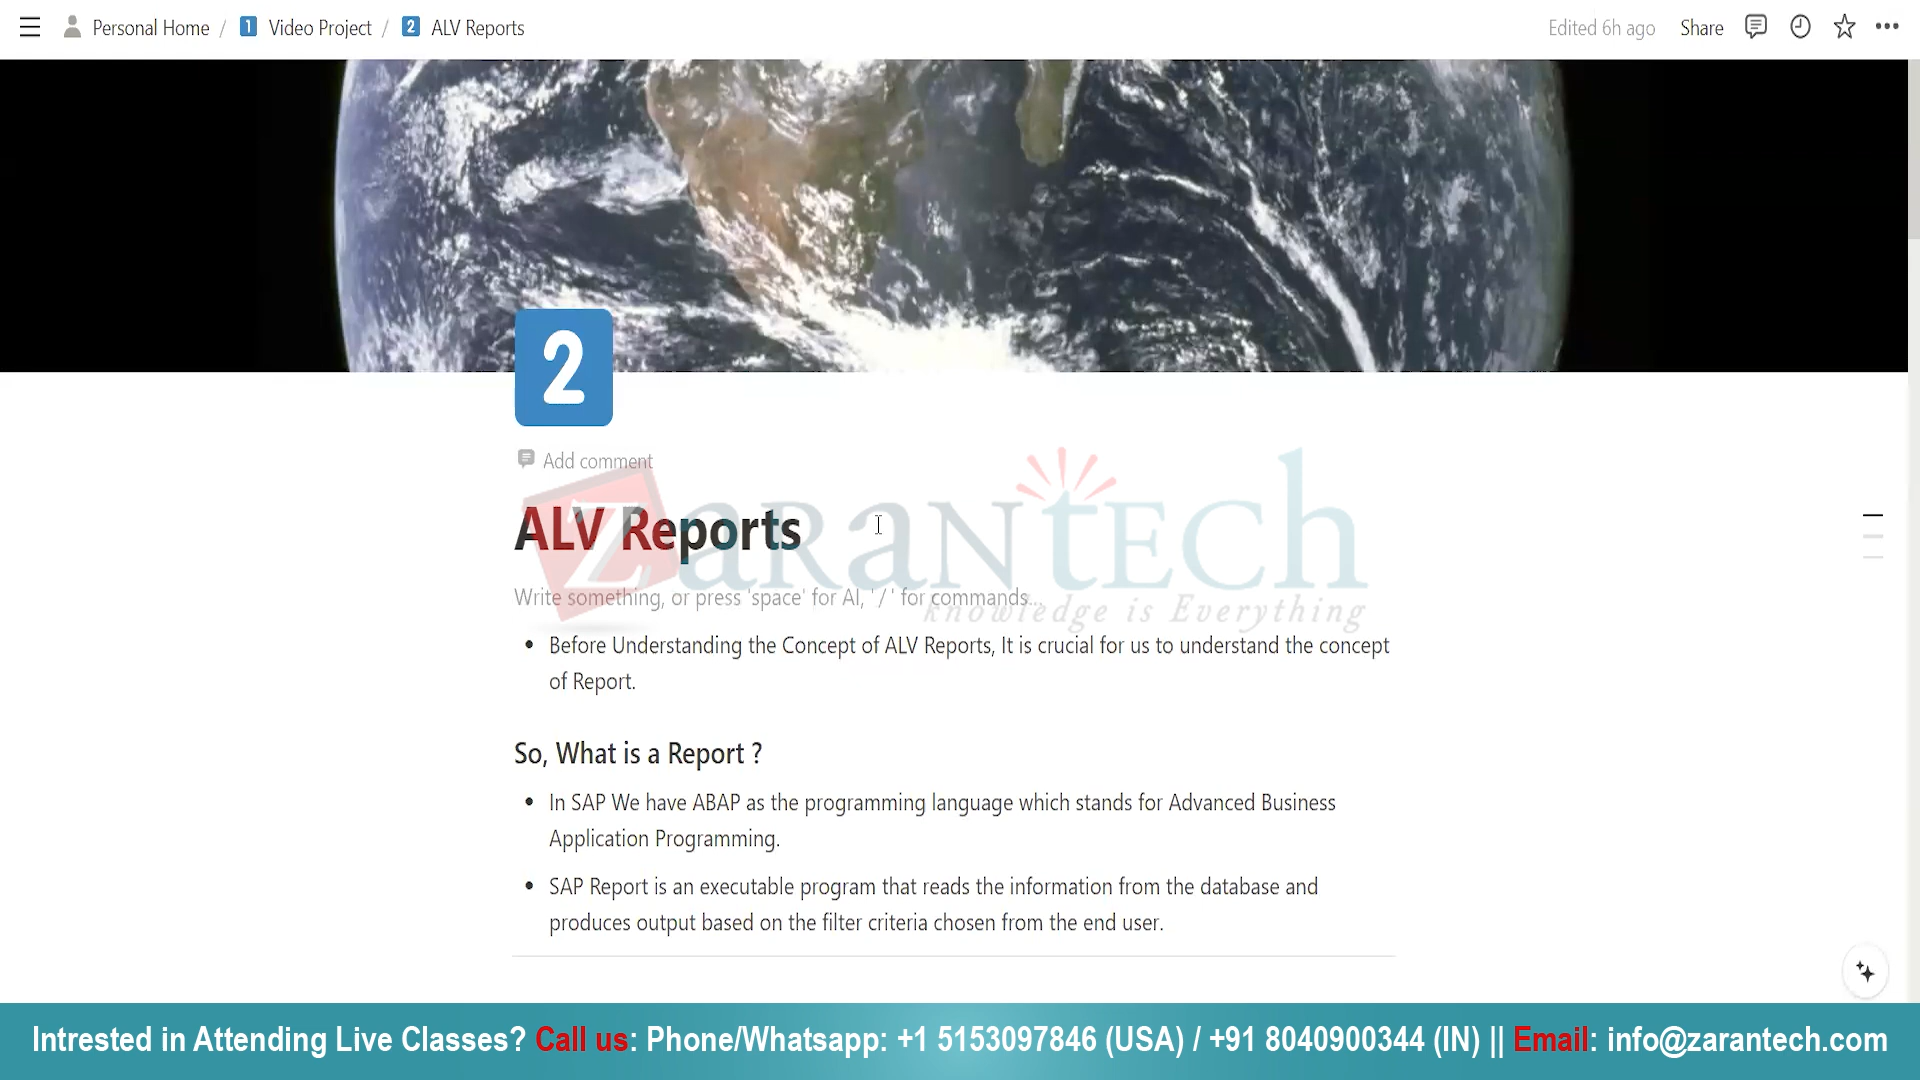 Personal Home / 1 Video Project / 2 ALV Reports
Edited 6h ago Share
2
Add comment
ALV Reports
ZaranTech
Write something, or press 'space' for AI, '/' for commands...
knowledge is Everything
Before Understanding the Concept of ALV Reports, It is crucial for us to understand the concept
of Report.
So, What is a Report ?
In SAP We have ABAP as the programming language which stands for Advanced Business
Application Programming.
SAP Report is an executable program that reads the information from the database and
produces output based on the filter criteria chosen from the end user.
Intrested in Attending Live Classes? Call us: Phone/Whatsapp: +1 5153097846 (USA) / +91 8040900344 (IN) || Email: info@zarantech.com